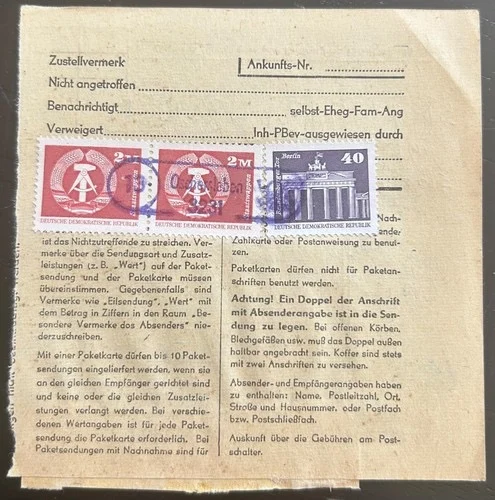 Zustellvermerk
Ankunfts-Nr.
Nicht angetroffen
Benachrichtigt
selbst-Eheg-Fam-Ang
Verweigert
Inh-PBev-ausgewiesen durch
2M
Staatswappen
DEUTSCHE DEMOKRATISCHE REPUBLIK
2M
Staatswappen
DEUTSCHE DEMOKRATISCHE REPUBLIK
Berlin
40
Brandenburger Tor
DEUTSCHE DEMOKRATISCHE REPUBLIK
3231
ist das Nichtzutreffende zu streichen. Ver-
merke über die Sendungsart und Zusatz-
leistungen (z. B. „Wert") auf der Paket-
sendung und der Paketkarte müssen
übereinstimmen. Gegebenenfalls sind
Vermerke wie „Eilsendung", „Wert" mit
dem Betrag in Ziffern in den Raum „Be-
sondere Vermerke des Absenders" nie-
derzuschreiben.
Mit einer Paketkarte dürfen bis 10 Paket-
sendungen eingeliefert werden, wenn sie
an den gleichen Empfänger gerichtet sind
und keine oder die gleichen Zusatzlei-
stungen verlangt werden. Bei verschie-
denen Wertangaben ist für jede Paket-
sendung die Paketkarte erforderlich. Bei
Paketsendungen mit Nachnahme sind für
Nach-
Zahlkarte oder Postanweisung zu benut-
zen.
Paketkarten dürfen nicht für Paketan-
schriften benutzt werden.
Achtung! Ein Doppel der Anschrift
mit Absenderangabe ist in die Sen-
dung zu legen. Bei offenen Körben,
Blechgefäßen usw. muß das Doppel außen
haltbar angebracht sein. Koffer sind stets
mit zwei Anschriften zu versehen.
Absender- und Empfängerangaben haben
zu enthalten: Name, Postleitzahl, Ort,
Straße und Hausnummer, oder Postfach
bzw. Postschließfach.
Auskunft über die Gebühren am Post-
schalter.